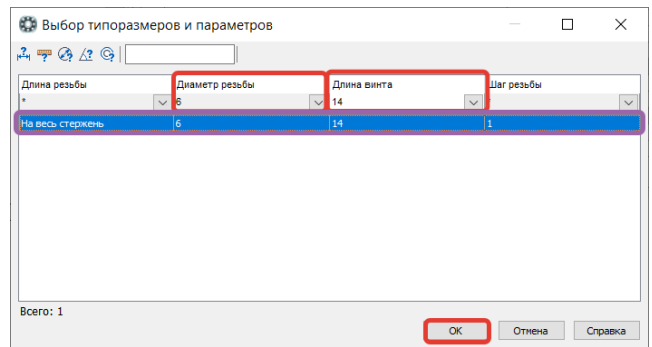 Выбор типоразмеров и параметров
Длина резьбы Диаметр резьбы Длина винта Шаг резьбы
* 6 14 *
На весь стержень 6 14 1
Всего: 1
OK Отмена Справка